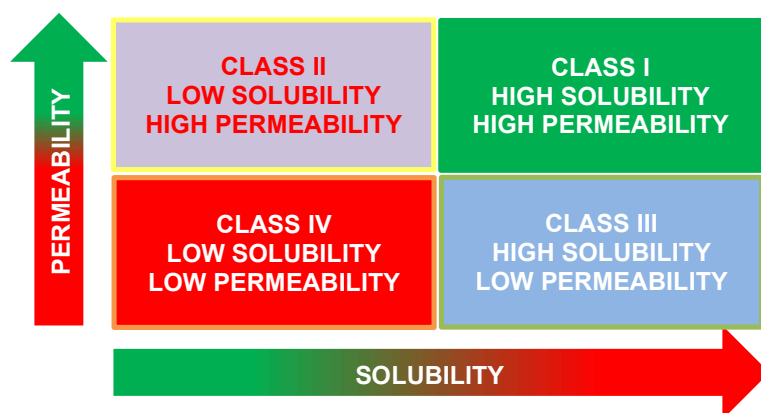 PERMEABILITY
CLASS II
LOW SOLUBILITY
HIGH PERMEABILITY
CLASS I
HIGH SOLUBILITY
HIGH PERMEABILITY
CLASS IV
LOW SOLUBILITY
LOW PERMEABILITY
CLASS III
HIGH SOLUBILITY
LOW PERMEABILITY
SOLUBILITY